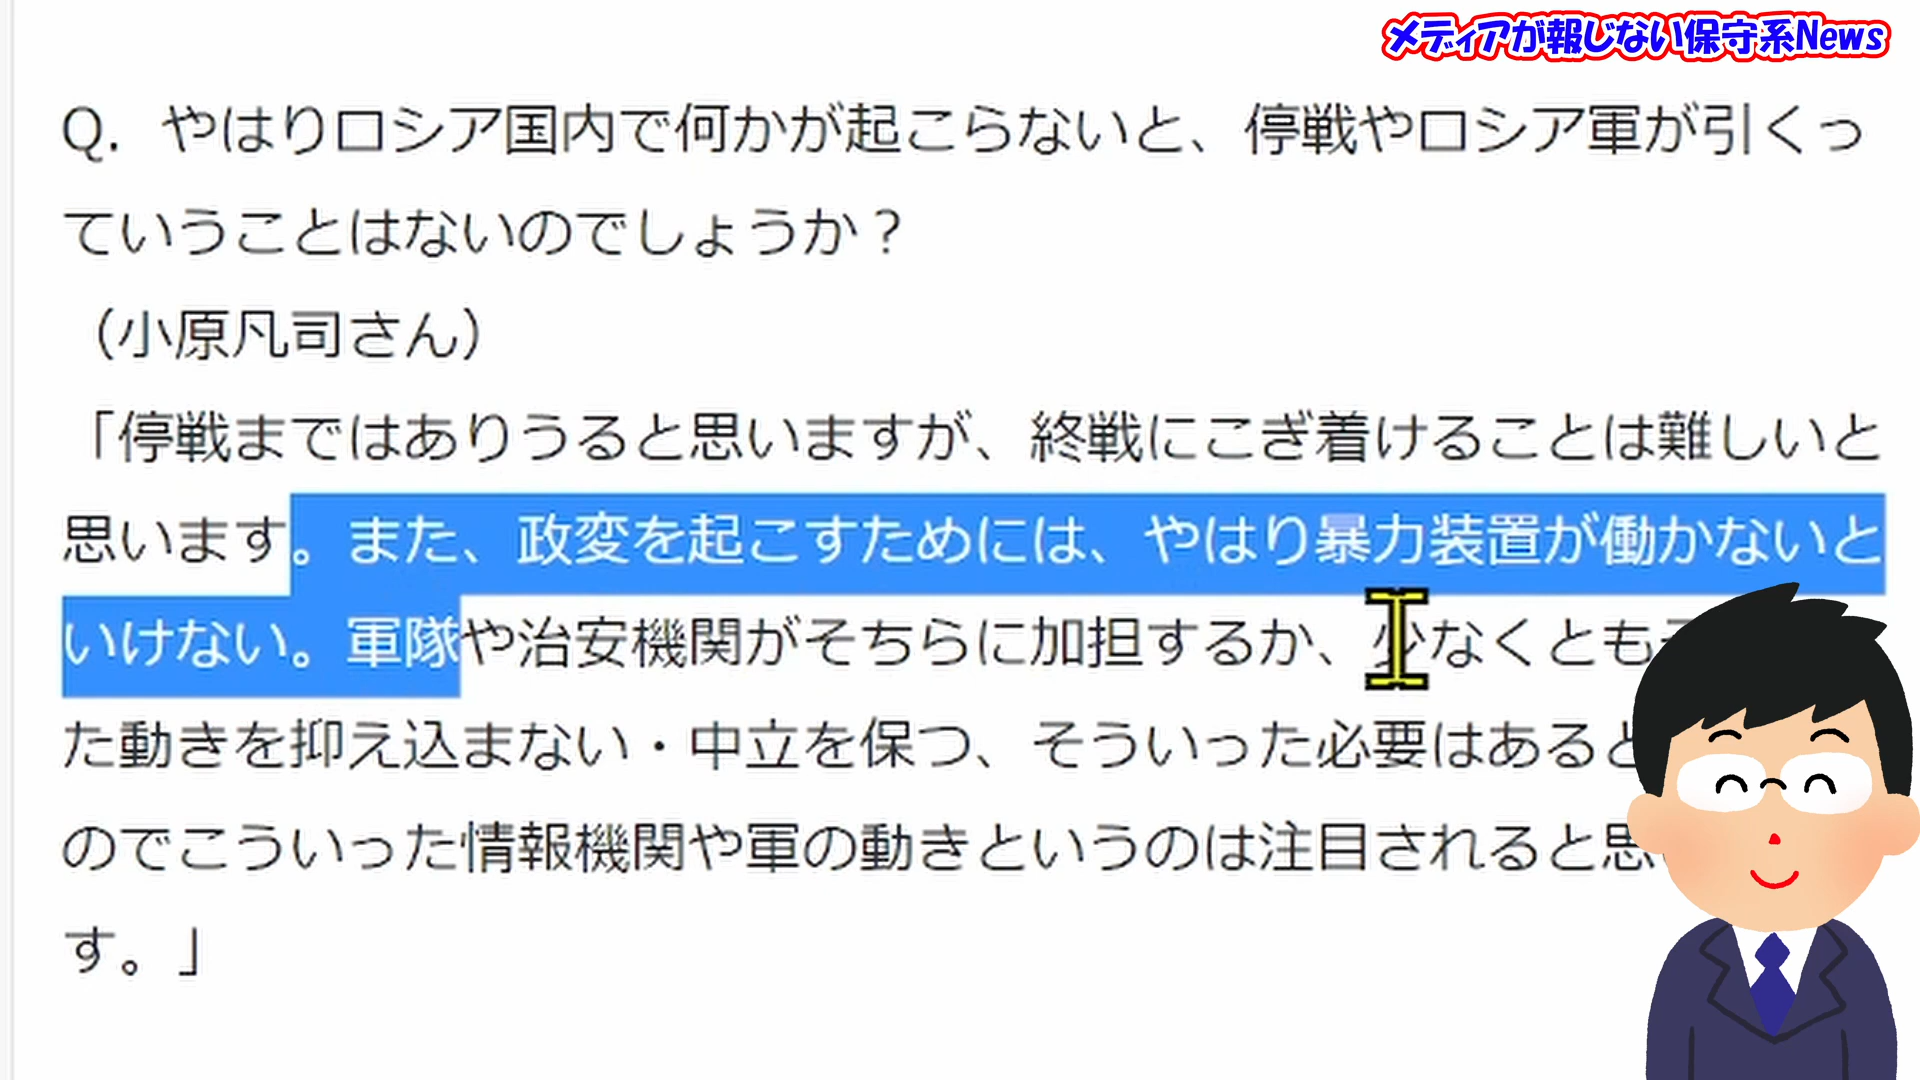 メディアが報じない保守系News
Q. やはりロシア国内で何かが起こらないと、停戦やロシア軍が引くっ
ていうことはないのでしょうか？
（小原凡司さん）
「停戦まではありうると思いますが、終戦にこぎ着けることは難しいと
思います。また、政変を起こすためには、やはり暴力装置が働かないと
いけない。軍隊や治安機関がそちらに加担するか、少なくとも
た動きを抑え込まない・中立を保つ、そういった必要はあると
のでこういった情報機関や軍の動きというのは注目されると思
す。」